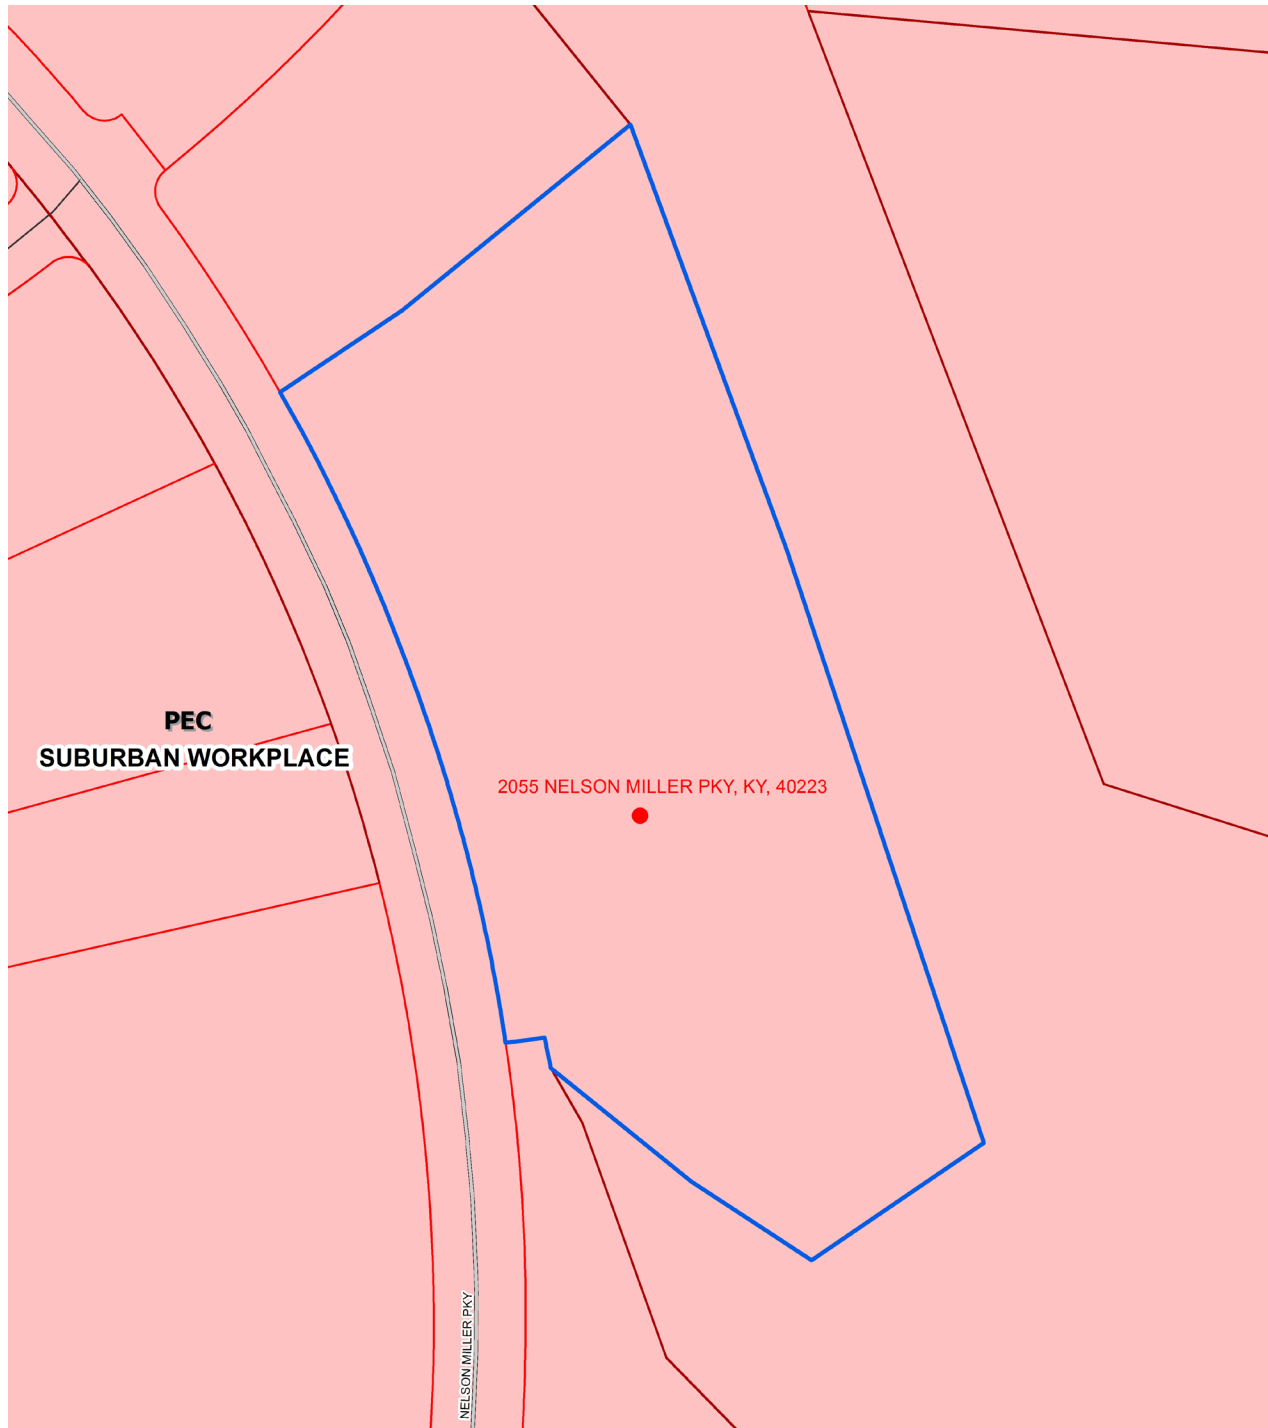 PEC
SUBURBAN WORKPLACE
2055 NELSON MILLER PKY, KY, 40223
NELSON MILLER PKY